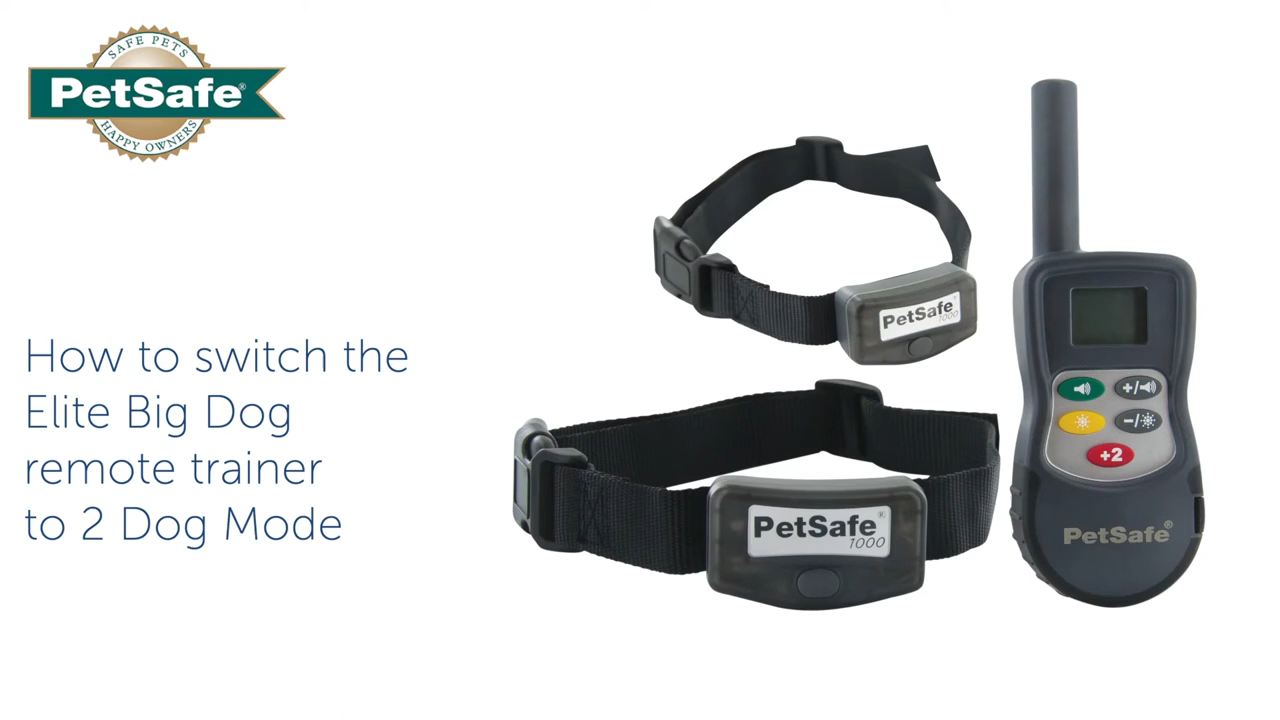 SAFE PETS
PetSafe®
HAPPY OWNERS
How to switch the
Elite Big Dog
remote trainer
to 2 Dog Mode
PetSafe®
1000
PetSafe®
1000
+/
-/
+2
PetSafe®